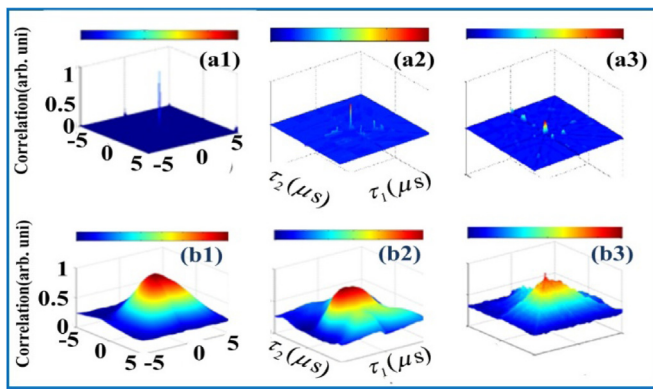 (a1) (a2) (a3)
Correlation(arb. uni)
1
0.5
0
-5
0
5
-5
0
5
)
τ₂(μs)
τ₁(μs)
(b1) (b2) (b3)
Correlation(arb. uni)
1
0.5
0
-5
0
5
-5
0
5
τ₂(μs)
τ₁(μs)